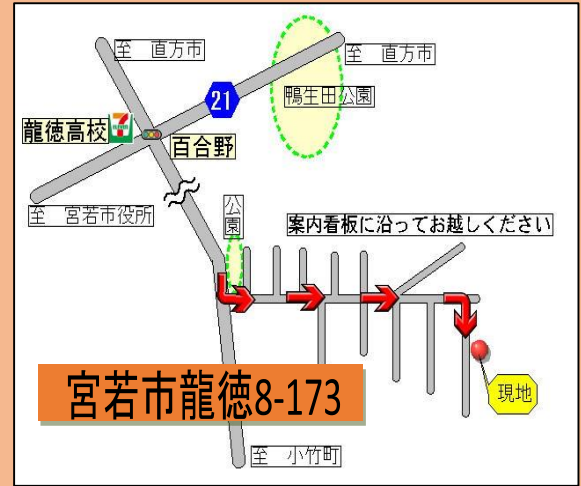 至 直方市
至 直方市
21
鴨生田公園
龍徳高校
百合野
至 宮若市役所
公園
案内看板に沿ってお越しください
宮若市龍徳8-173
現地
至 小竹町